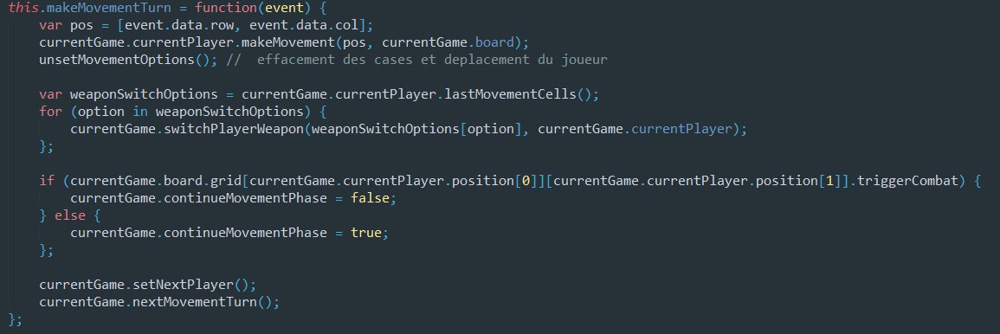 this.makeMovementTurn = function(event) {
    var pos = [event.data.row, event.data.col];
    currentGame.currentPlayer.makeMovement(pos, currentGame.board);
    unsetMovementOptions(); //  effacement des cases et deplacement du joueur

    var weaponSwitchOptions = currentGame.currentPlayer.lastMovementCells();
    for (option in weaponSwitchOptions) {
        currentGame.switchPlayerWeapon(weaponSwitchOptions[option], currentGame.currentPlayer);
    };

    if (currentGame.board.grid[currentGame.currentPlayer.position[0]][currentGame.currentPlayer.position[1]].triggerCombat) {
        currentGame.continueMovementPhase = false;
    } else {
        currentGame.continueMovementPhase = true;
    };

    currentGame.setNextPlayer();
    currentGame.nextMovementTurn();
};